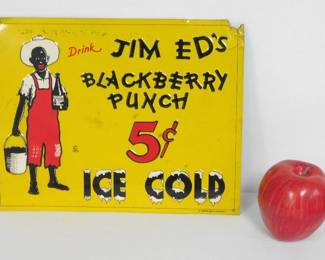 Drink JIM ED'S
BLACKBERRY
PUNCH
5¢
ICE COLD